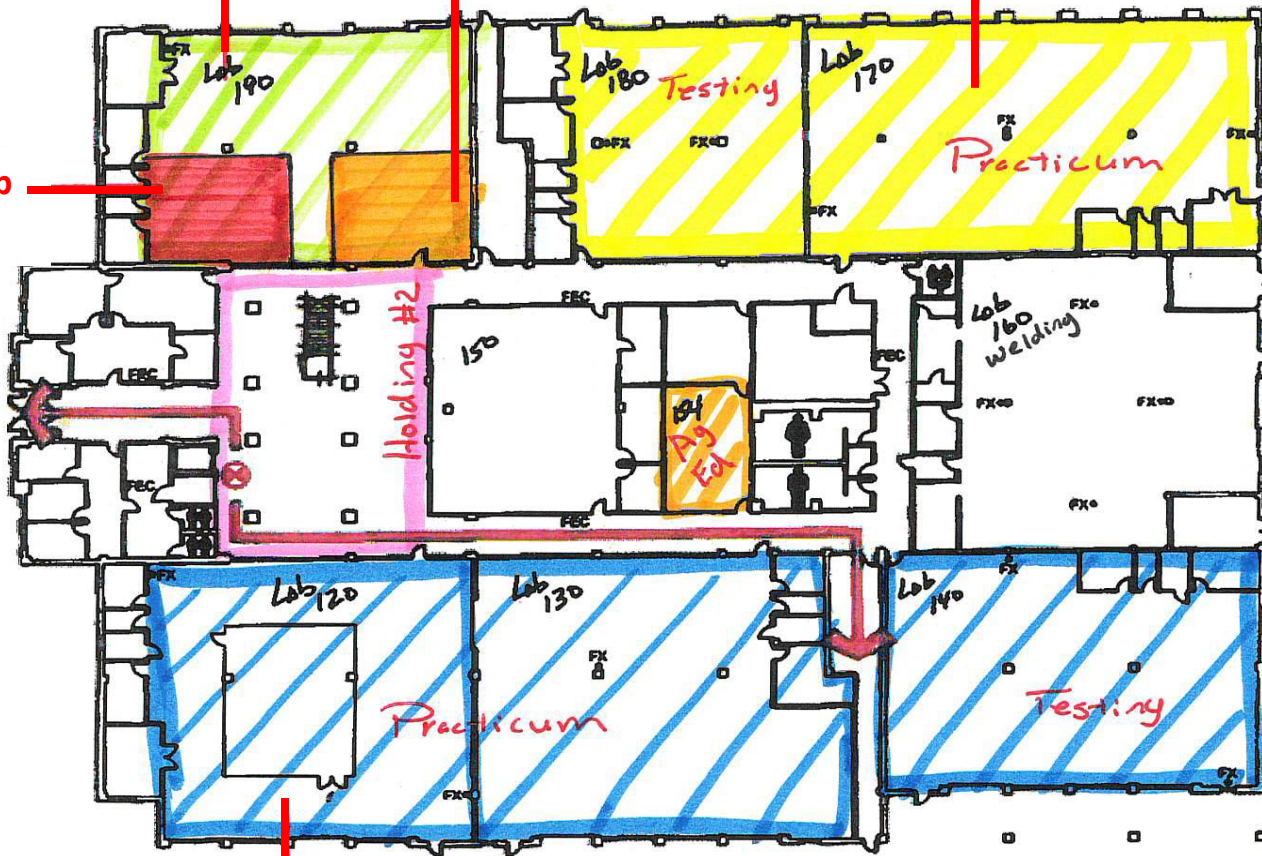 FX
Lab
190
Lab
180
Testing
Lab
170
FX
FX
FX
FX
Practicum
FX
FEC
Holding #2
150
Lab
160
welding
FX
FEC
FEC
FX
FX
Ag
Ed
FEC
FEC
FX
FX
Lab
120
Lab
130
FX
Lab
140
FX
Practicum
Testing
FX
FX